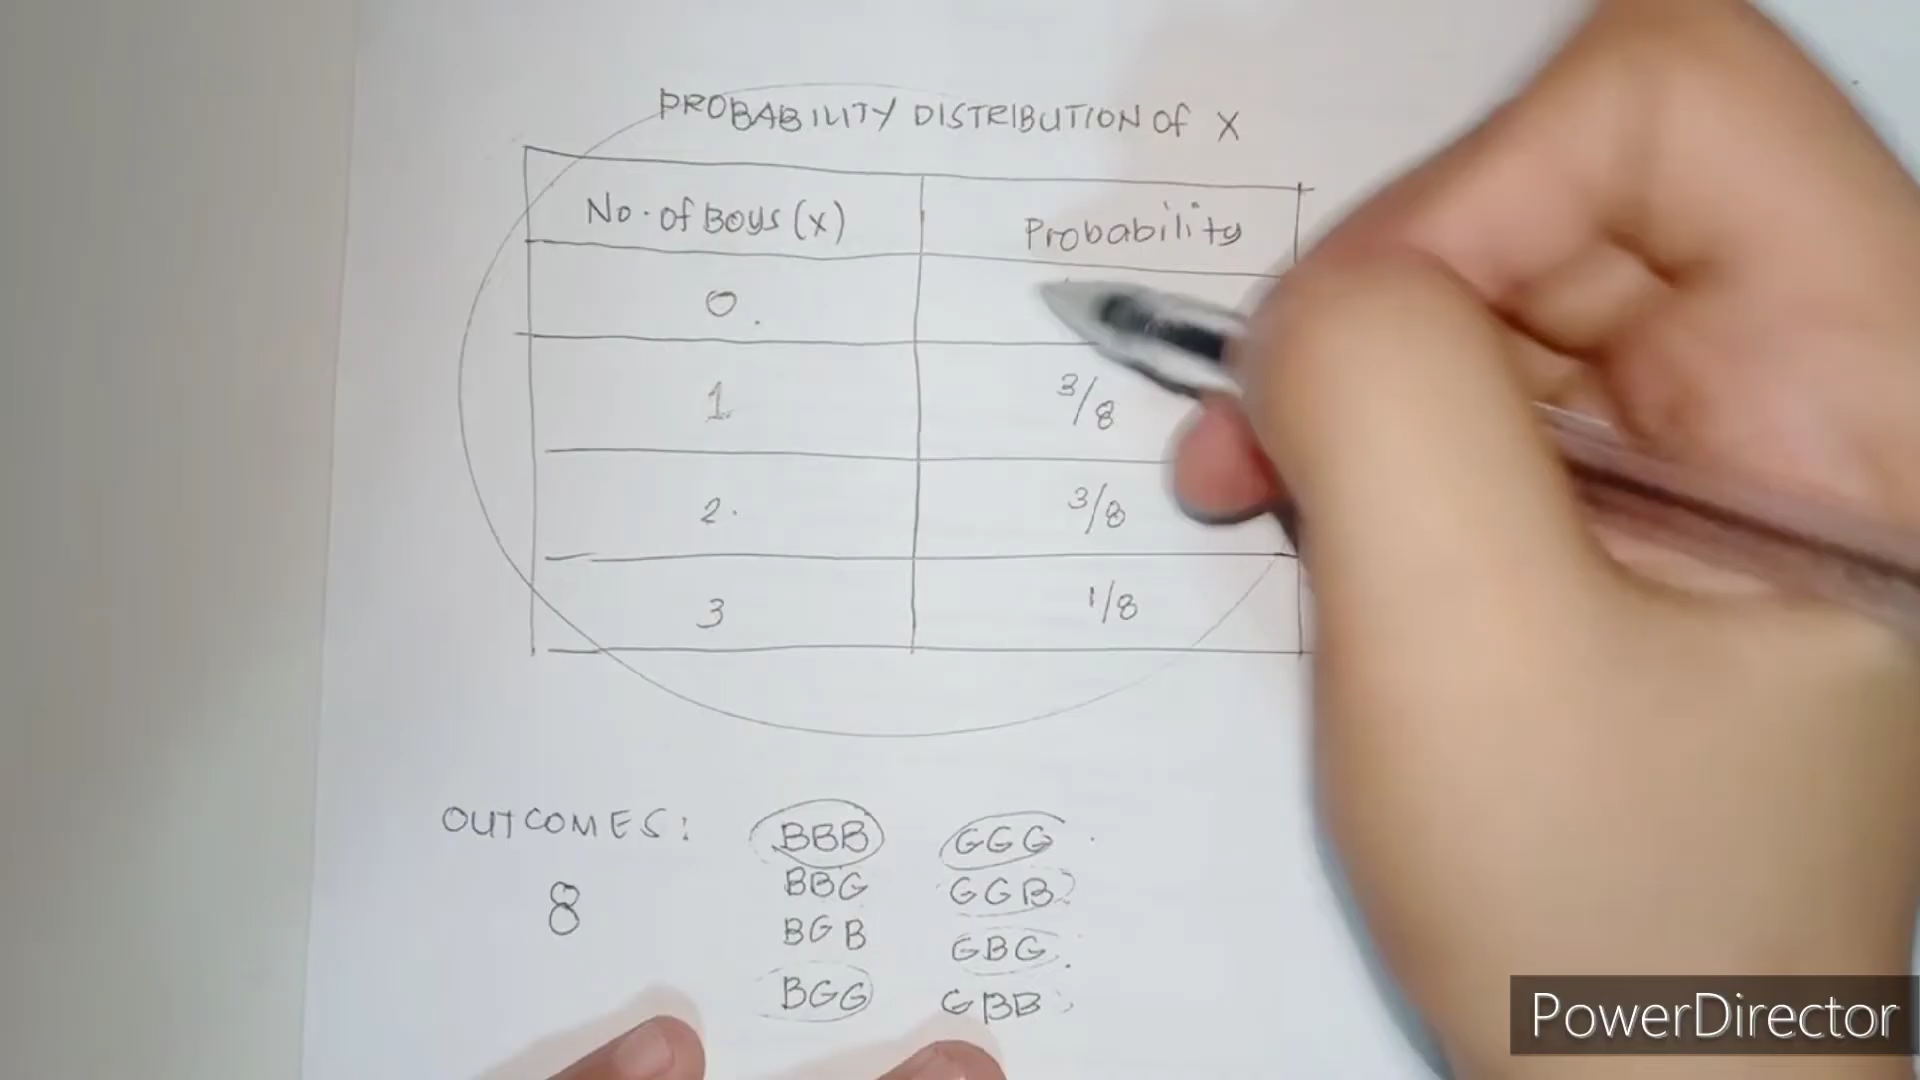 PROBABILITY DISTRIBUTION Of X
No. of Boys (x) Probability
0
1 3/8
2 3/8
3 1/8
OUTCOMES: BBB GGG
BBG GGB
8 BGB GBG
BGG GBB
PowerDirector